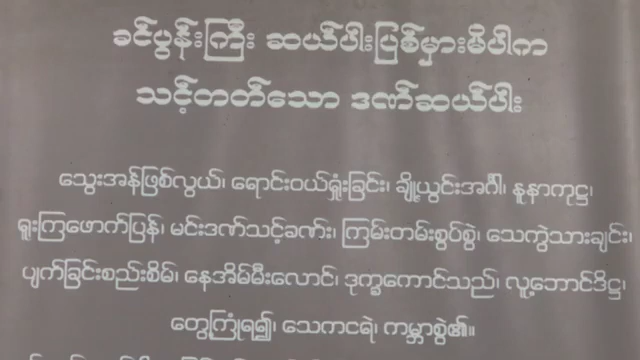 ခင်ပွန်းကြီး ဆယ်ပါးပြစ်မှားမိပါက
သင့်တတ်သော ဒဏ်ဆယ်ပါး
သွေးအန်ဖြစ်လွယ်၊ ရောင်းဝယ်ရှုံးခြင်း၊ ချို့ယွင်းအင်္ဂါ၊ နူနာကုဋ္ဌ၊
ရူးကြဖောက်ပြန်၊ မင်းဒဏ်သင့်ခဏ်း၊ ကြမ်းတမ်းစွပ်စွဲ၊ သေကွဲသားချင်း၊
ပျက်ခြင်းစည်းစိမ်၊ နေအိမ်မီးလောင်၊ ဒုက္ခကောင်သည်၊ လူ့ဘောင်ဒိဋ္ဌ၊
တွေ့ကြုံရ၍၊ သေကငရဲ၊ ကမ္ဘာစွဲ၏။